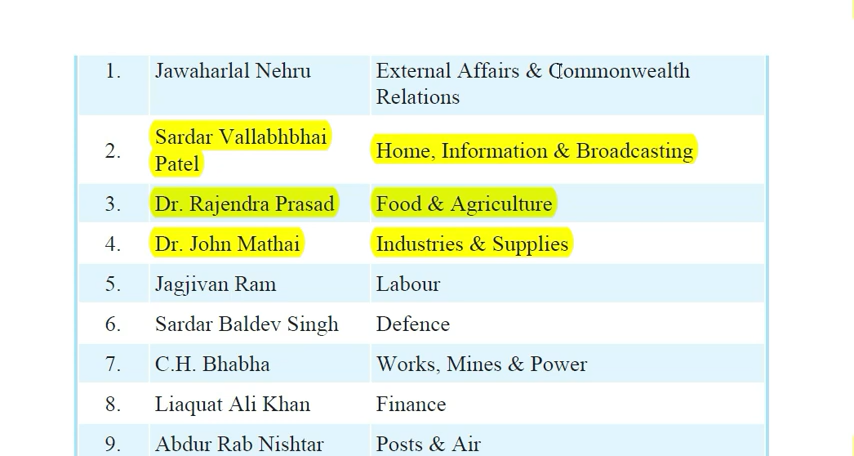 1. Jawaharlal Nehru External Affairs & Commonwealth
Relations
2. Sardar Vallabhbhai
Patel Home, Information & Broadcasting
3. Dr. Rajendra Prasad Food & Agriculture
4. Dr. John Mathai Industries & Supplies
5. Jagjivan Ram Labour
6. Sardar Baldev Singh Defence
7. C.H. Bhabha Works, Mines & Power
8. Liaquat Ali Khan Finance
9. Abdur Rab Nishtar Posts & Air